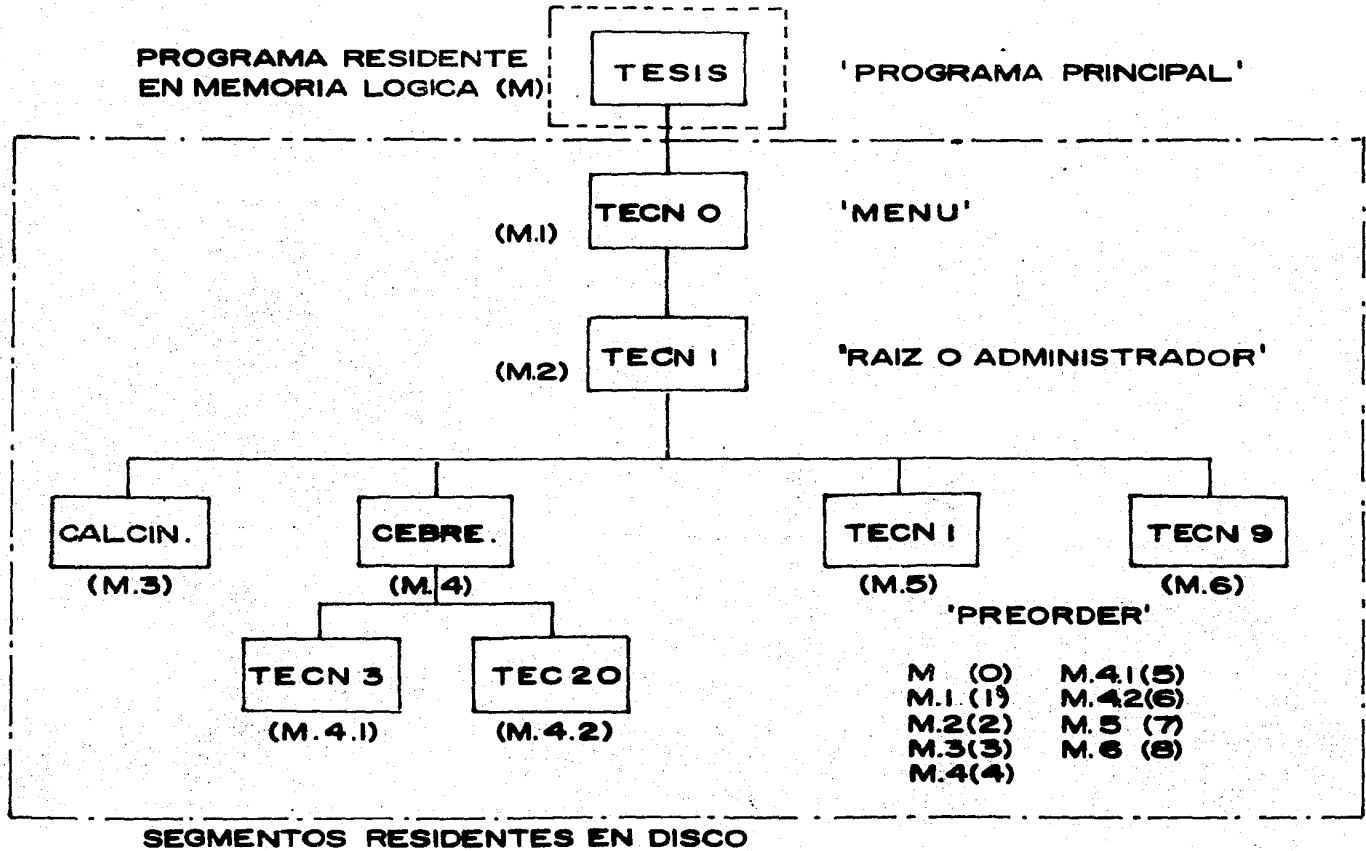 PROGRAMA RESIDENTE
EN MEMORIA LOGICA (M)
TESIS
'PROGRAMA PRINCIPAL'
TECN 0
(M.1)
'MENU'
TECN 1
(M.2)
'RAIZ O ADMINISTRADOR'
CALCIN.
(M.3)
CEBRE.
(M.4)
TECN 1
(M.5)
TECN 9
(M.6)
TECN 3
(M.4.1)
TEC 20
(M.4.2)
'PREORDER'
M (0) M.4.1(5)
M.1 (1) M.4.2(6)
M.2(2) M.5 (7)
M.3(3) M.6 (8)
M.4(4)
SEGMENTOS RESIDENTES EN DISCO